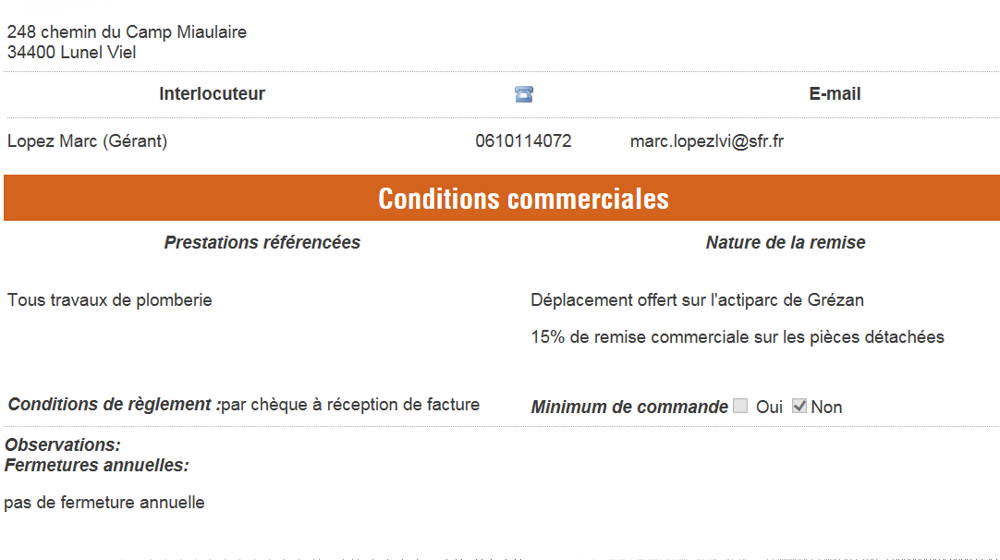 248 chemin du Camp Miaulaire
34400 Lunel Viel
Interlocuteur E-mail
Lopez Marc (Gérant) 0610114072 marc.lopezlvi@sfr.fr
Conditions commerciales
Prestations référencées Nature de la remise
Tous travaux de plomberie Déplacement offert sur l'actiparc de Grézan
15% de remise commerciale sur les pièces détachées
Conditions de règlement :par chèque à réception de facture Minimum de commande Oui Non
Observations:
Fermetures annuelles:
pas de fermeture annuelle